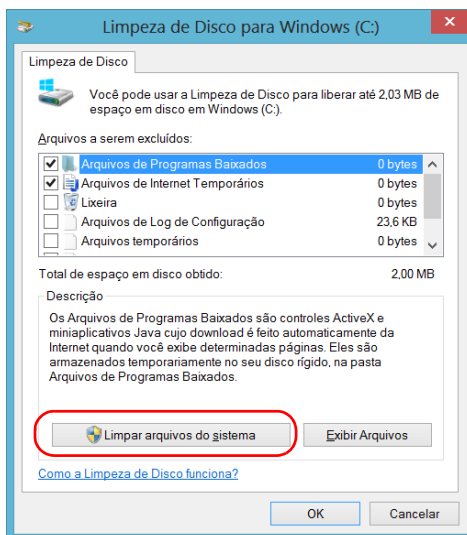 Limpeza de Disco para Windows (C:)
Limpeza de Disco
Você pode usar a Limpeza de Disco para liberar até 2,03 MB de
espaço em disco em Windows (C:).
Arquivos a serem excluídos:
Arquivos de Programas Baixados 0 bytes
Arquivos de Internet Temporários 0 bytes
Lixeira 0 bytes
Arquivos de Log de Configuração 23,6 KB
Arquivos temporários 0 bytes
Total de espaço em disco obtido: 2,00 MB
Descrição
Os Arquivos de Programas Baixados são controles ActiveX e
miniaplicativos Java cujo download é feito automaticamente da
Internet quando você exibe determinadas páginas. Eles são
armazenados temporariamente no seu disco rígido, na pasta
Arquivos de Programas Baixados.
Limpar arquivos do sistema Exibir Arquivos
Como a Limpeza de Disco funciona?
OK Cancelar